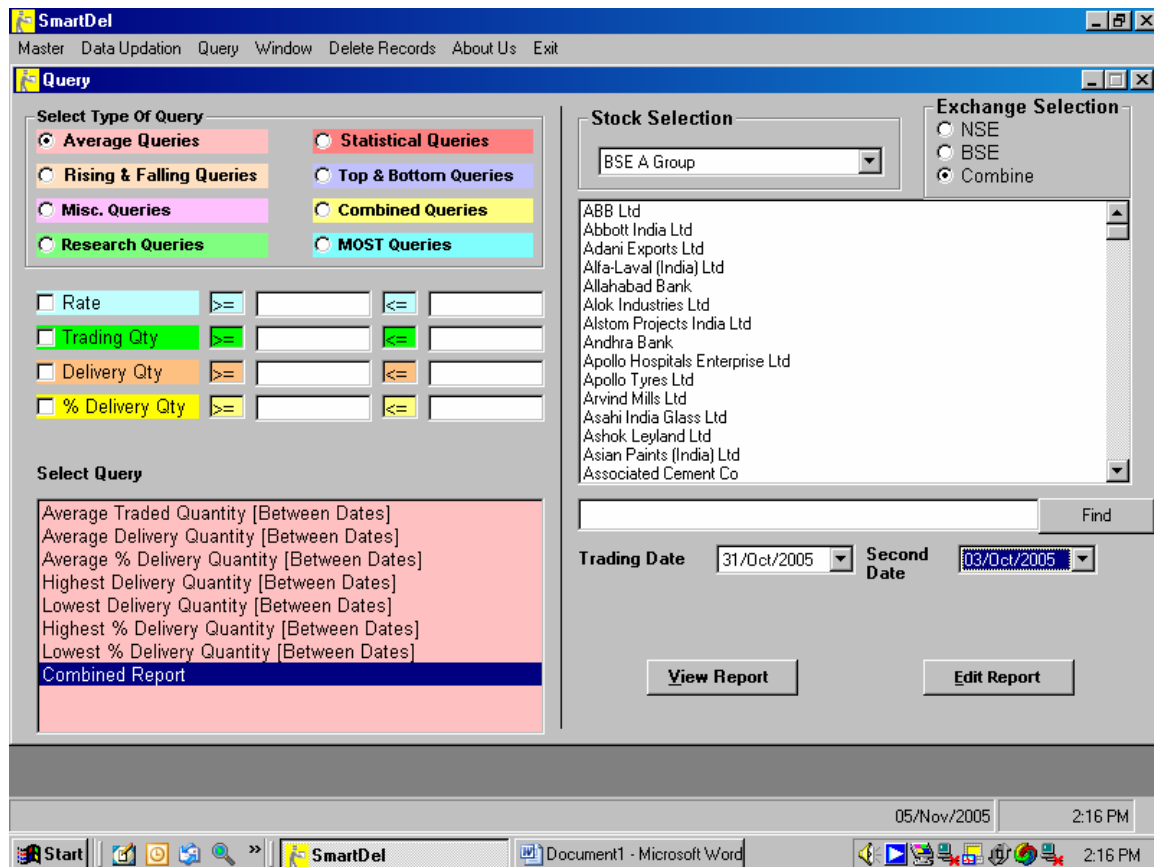 SmartDel
Master Data Updation Query Window Delete Records About Us Exit
Query
Select Type Of Query
Average Queries
Statistical Queries
Rising & Falling Queries
Top & Bottom Queries
Misc. Queries
Combined Queries
Research Queries
MOST Queries
Rate >= <=
Trading Qty >= <=
Delivery Qty >= <=
% Delivery Qty >= <=
Select Query
Average Traded Quantity [Between Dates]
Average Delivery Quantity [Between Dates]
Average % Delivery Quantity [Between Dates]
Highest Delivery Quantity [Between Dates]
Lowest Delivery Quantity [Between Dates]
Highest % Delivery Quantity [Between Dates]
Lowest % Delivery Quantity [Between Dates]
Combined Report
Stock Selection
BSE A Group
Exchange Selection
NSE
BSE
Combine
ABB Ltd
Abbott India Ltd
Adani Exports Ltd
Alfa-Laval (India) Ltd
Allahabad Bank
Alok Industries Ltd
Alstom Projects India Ltd
Andhra Bank
Apollo Hospitals Enterprise Ltd
Apollo Tyres Ltd
Arvind Mills Ltd
Asahi India Glass Ltd
Ashok Leyland Ltd
Asian Paints (India) Ltd
Associated Cement Co
Find
Trading Date 31/Oct/2005
Second Date 03/Oct/2005
View Report
Edit Report
05/Nov/2005 2:16 PM
Start » SmartDel Document1 - Microsoft Word 2:16 PM